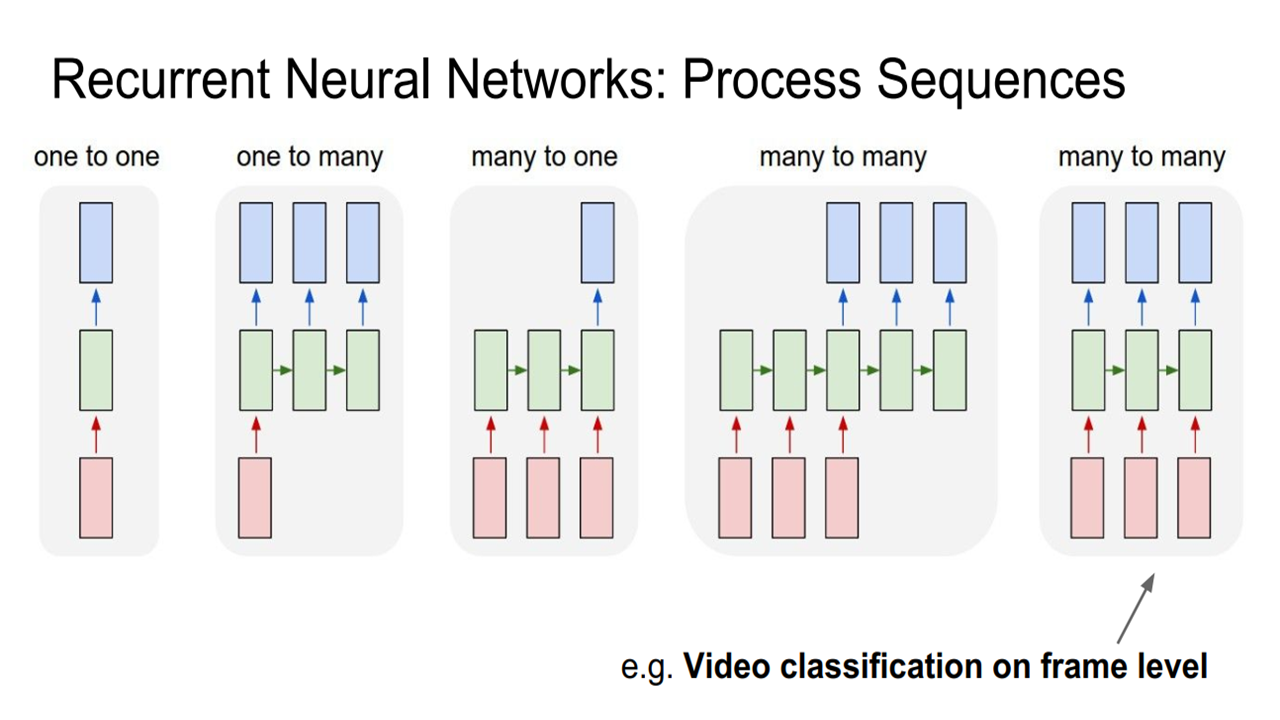 Recurrent Neural Networks: Process Sequences
one to one
one to many
many to one
many to many
many to many
e.g. Video classification on frame level